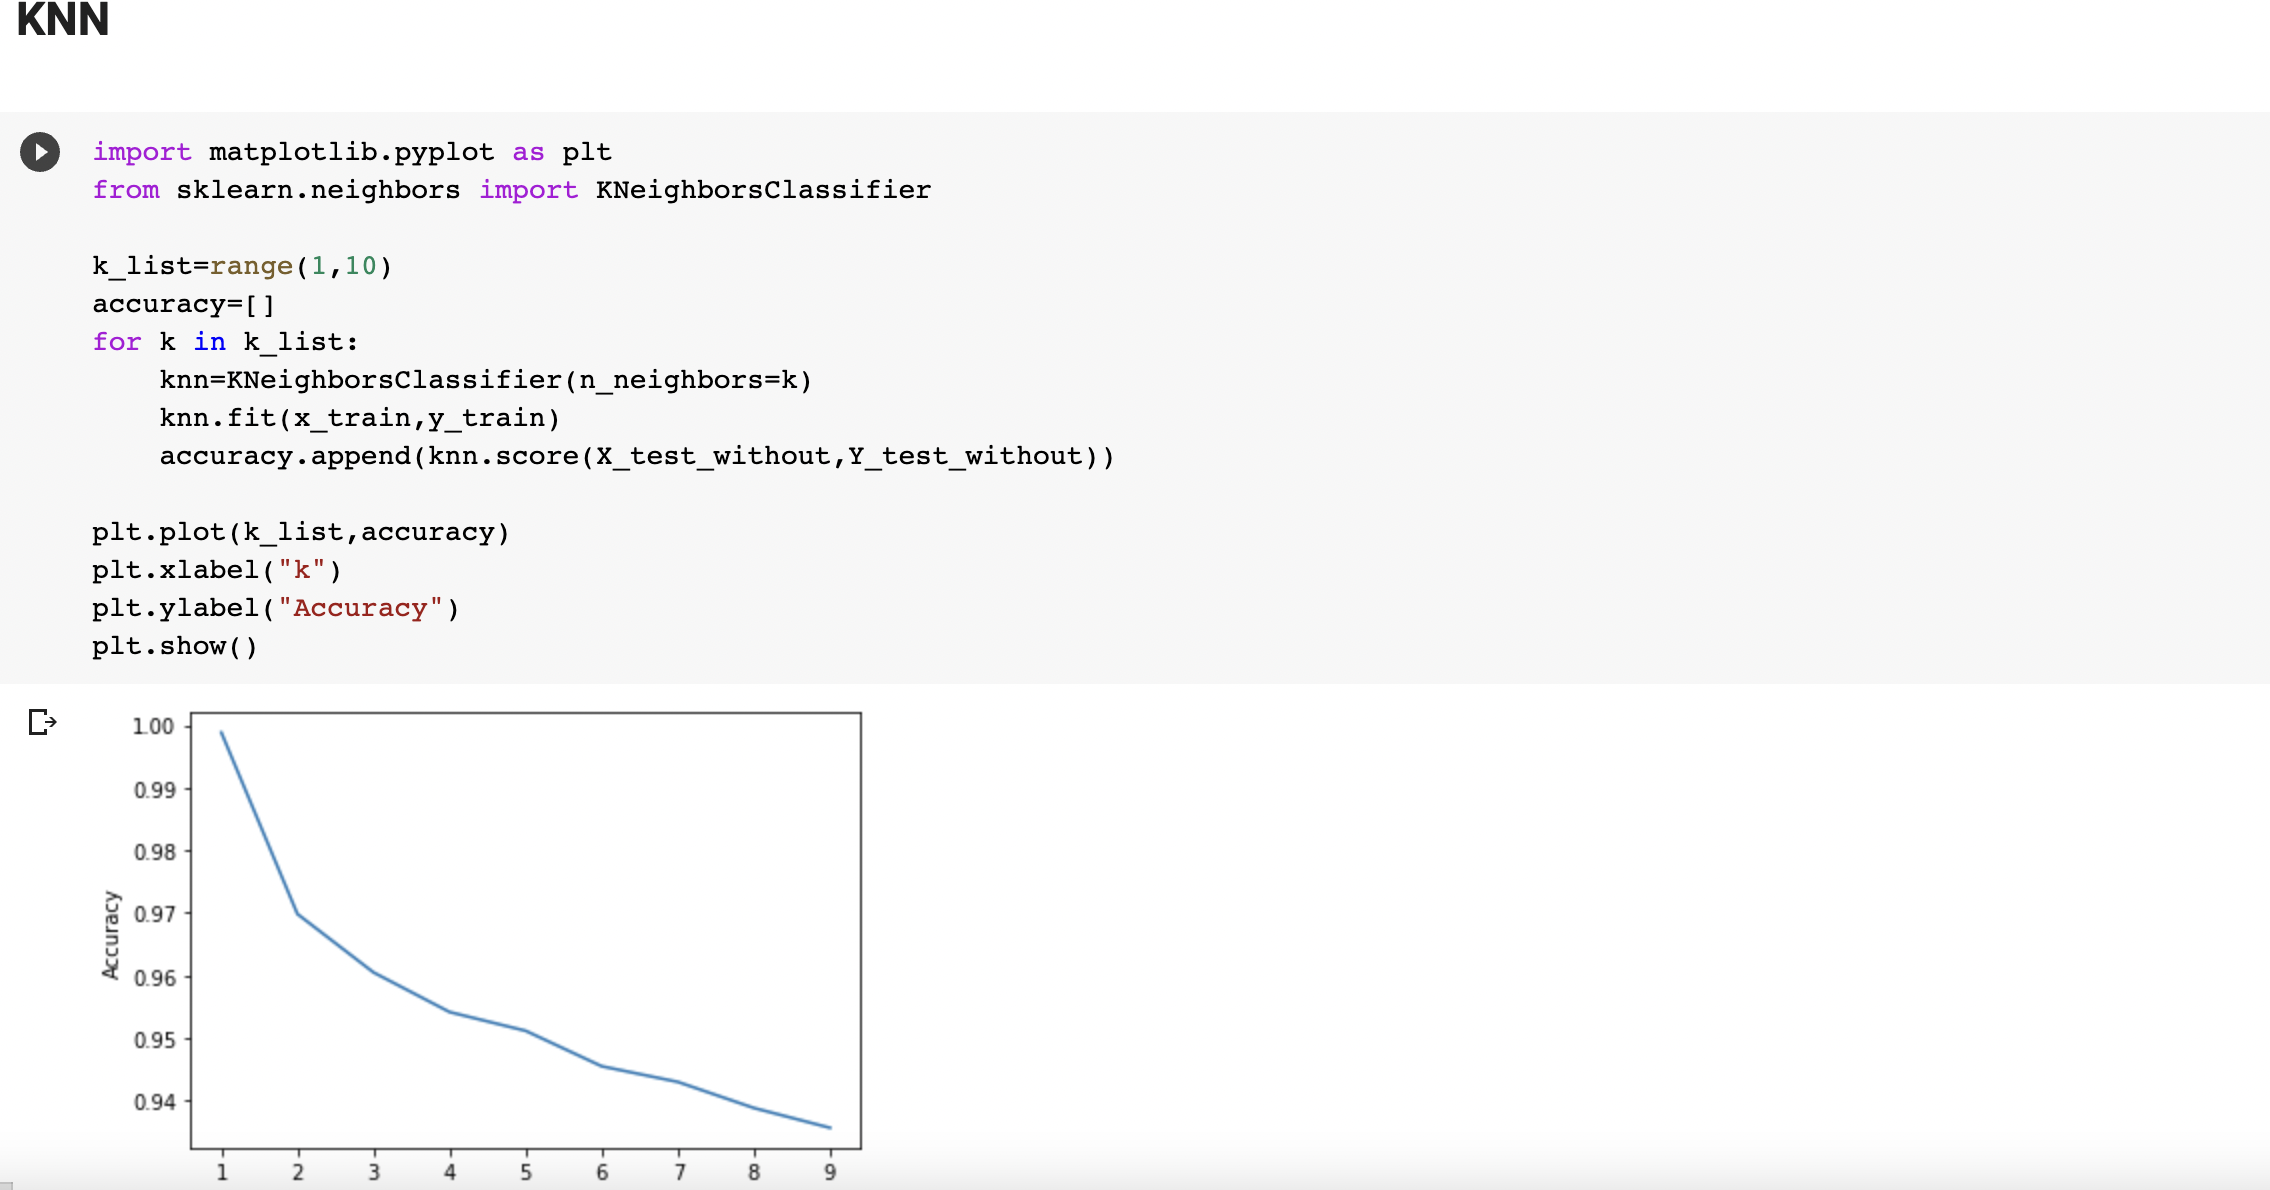 KNN
import matplotlib.pyplot as plt
from sklearn.neighbors import KNeighborsClassifier
k_list=range(1,10)
accuracy=[]
for k in k_list:
    knn=KNeighborsClassifier(n_neighbors=k)
    knn.fit(x_train,y_train)
    accuracy.append(knn.score(X_test_without,Y_test_without))
plt.plot(k_list,accuracy)
plt.xlabel("k")
plt.ylabel("Accuracy")
plt.show()
1.00
0.99
0.98
0.97
0.96
0.95
0.94
Accuracy
1 2 3 4 5 6 7 8 9